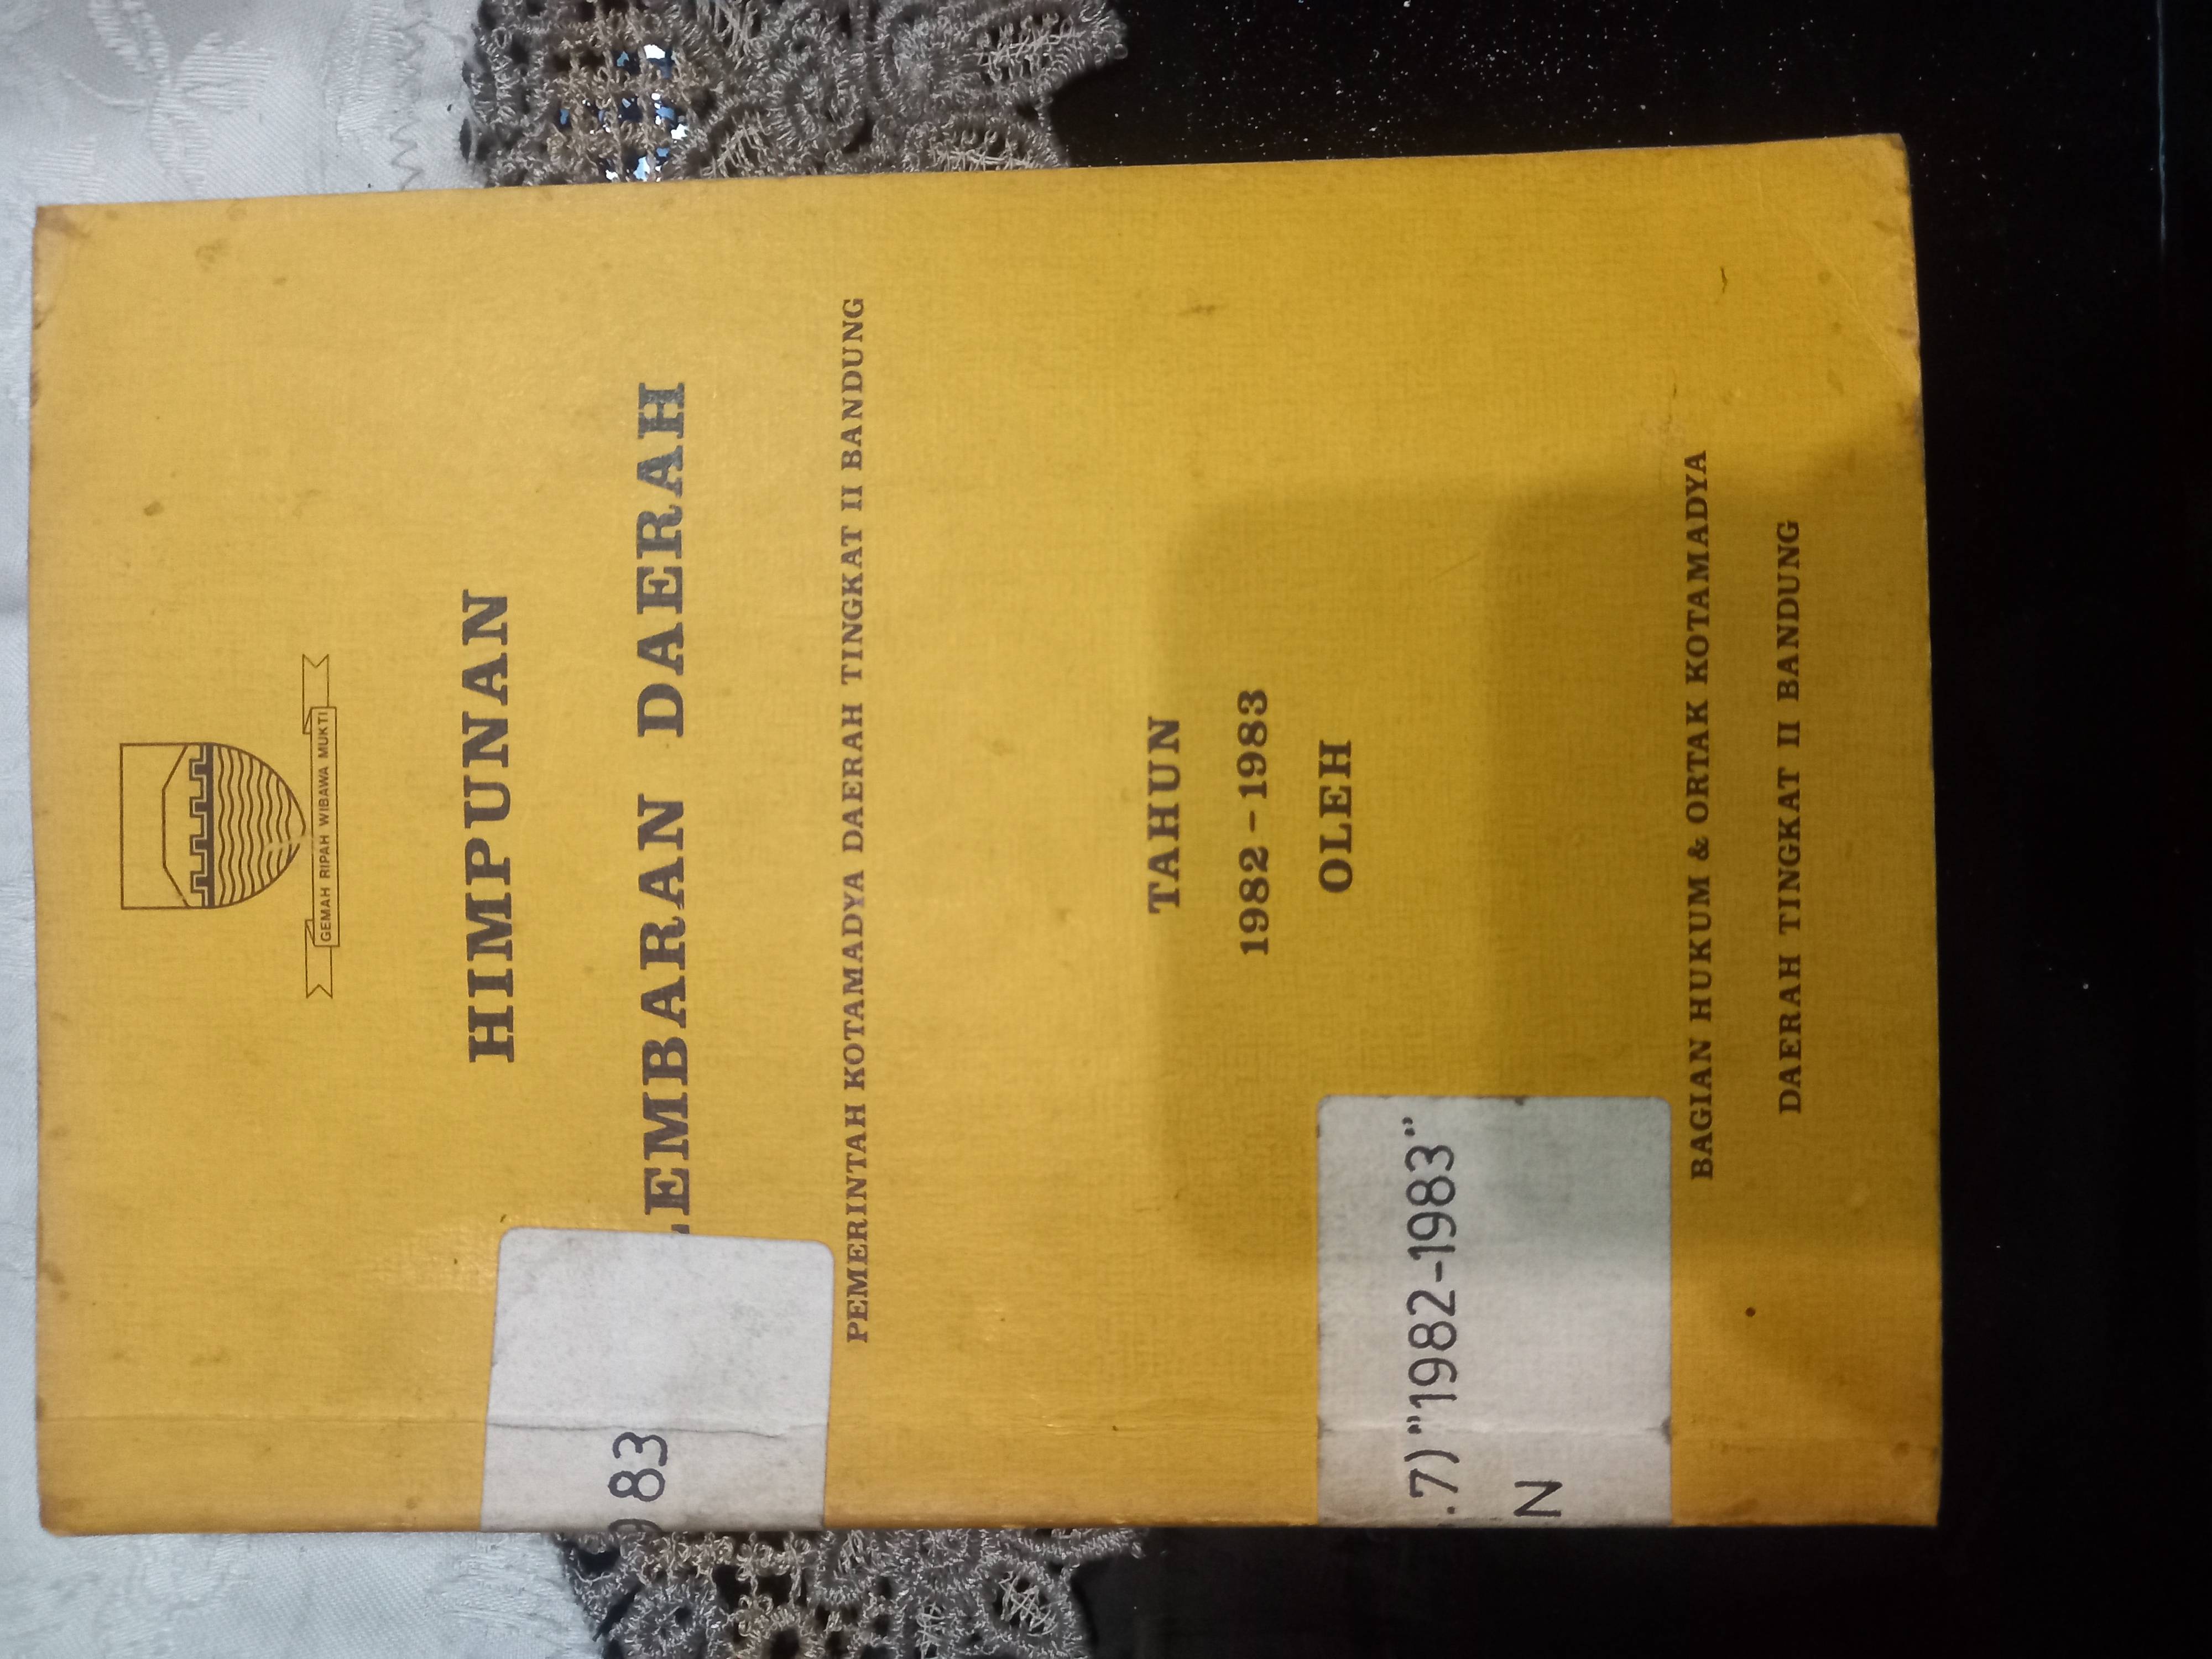 GEMAH RIPAH WIBAWA MUKTI
HIMPUNAN
LEMBARAN DAERAH
PEMERINTAH KOTAMADYA DAERAH TINGKAT II BANDUNG
TAHUN
1982 - 1983
OLEH
BAGIAN HUKUM & ORTAK KOTAMADYA
DAERAH TINGKAT II BANDUNG
83
.7) "1982-1983"
N